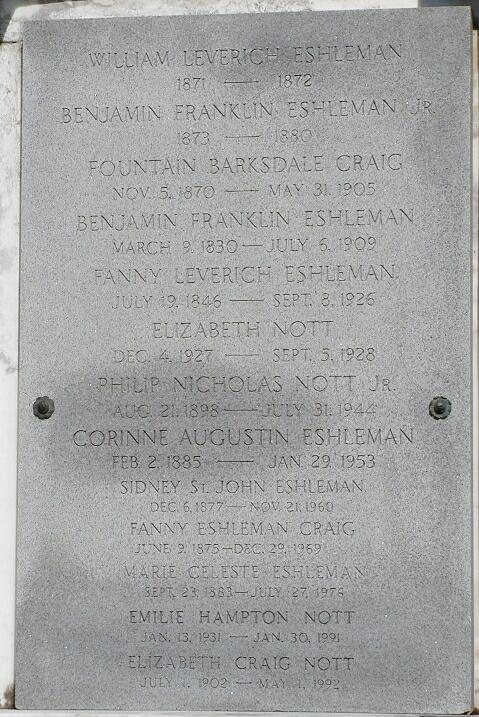 WILLIAM LEVERICH ESHLEMAN
1871 — 1872
BENJAMIN FRANKLIN ESHLEMAN JR.
1873 — 1880
FOUNTAIN BARKSDALE CRAIG
NOV. 5, 1870 — MAY 31, 1905
BENJAMIN FRANKLIN ESHLEMAN
MARCH 9, 1830 — JULY 6, 1909
FANNY LEVERICH ESHLEMAN
JULY 19, 1846 — SEPT. 8, 1926
ELIZABETH NOTT
DEC. 4, 1927 — SEPT. 5, 1928
PHILIP NICHOLAS NOTT JR.
AUG. 21, 1898 — JULY 31, 1944
CORINNE AUGUSTIN ESHLEMAN
FEB. 2, 1885 — JAN. 29, 1953
SIDNEY ST. JOHN ESHLEMAN
DEC. 6, 1877 — NOV. 21, 1960
FANNY ESHLEMAN CRAIG
JUNE 9, 1875 — DEC. 29, 1969
MARIE CELESTE ESHLEMAN
SEPT. 23, 1883 — JULY 27, 1974
EMILIE HAMPTON NOTT
JAN. 13, 1931 — JAN. 30, 1991
ELIZABETH CRAIG NOTT
JULY 1, 1902 — MAY 1, 1992